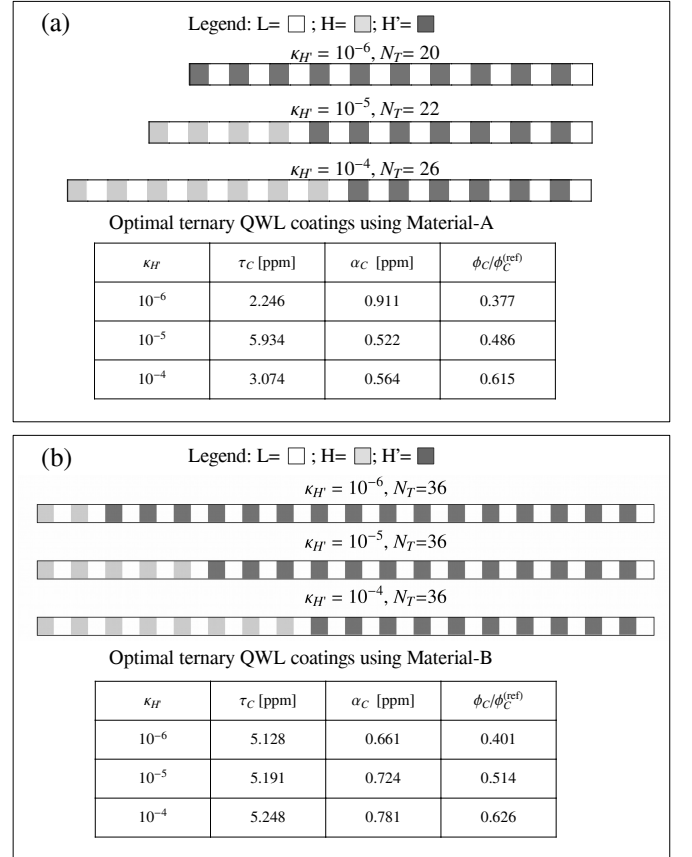 (a)
Legend: L= □ ; H= □; H'= ■
κH' = 10⁻⁶, NT= 20
κH' = 10⁻⁵, NT= 22
κH' = 10⁻⁴, NT= 26
Optimal ternary QWL coatings using Material-A
κH' τC [ppm] αC [ppm] ϕC/ϕC(ref)
10⁻⁶ 2.246 0.911 0.377
10⁻⁵ 5.934 0.522 0.486
10⁻⁴ 3.074 0.564 0.615
(b)
Legend: L= □ ; H= □; H'= ■
κH' = 10⁻⁶, NT=36
κH' = 10⁻⁵, NT=36
κH' = 10⁻⁴, NT=36
Optimal ternary QWL coatings using Material-B
κH' τC [ppm] αC [ppm] ϕC/ϕC(ref)
10⁻⁶ 5.128 0.661 0.401
10⁻⁵ 5.191 0.724 0.514
10⁻⁴ 5.248 0.781 0.626